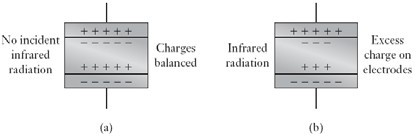 No incident
infrared
radiation
+ + + + +
− − − − −
+ + + + +
− − − − −
Charges
balanced
(a)
Infrared
radiation
+ + + + +
− − −
+ + +
− − − − −
Excess
charge on
electrodes
(b)